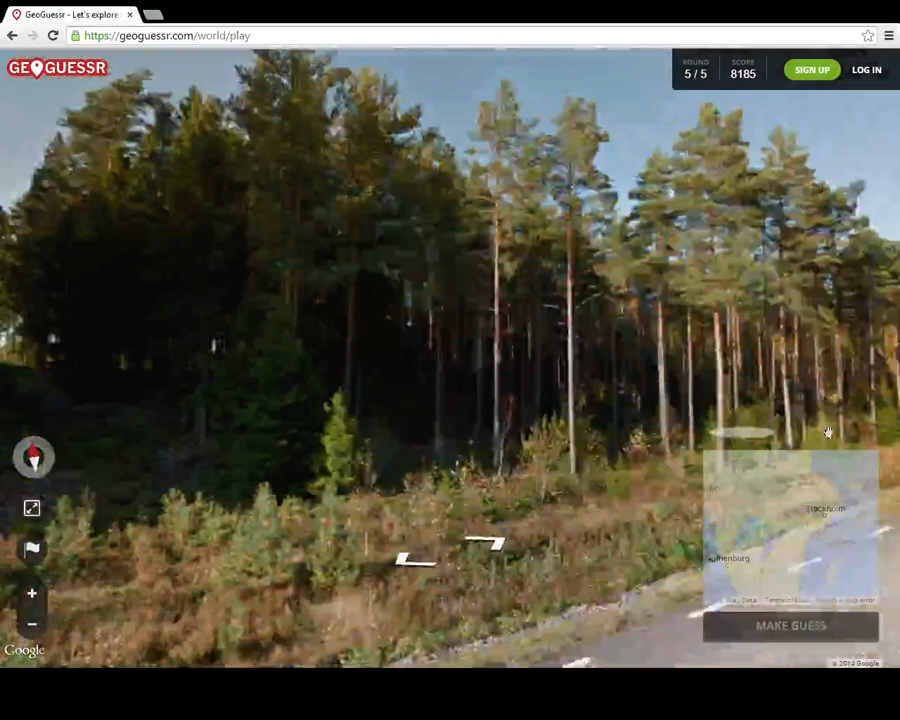 GeoGuessr - Let's explore
https://geoguessr.com/world/play
GEOGUESSR
ROUND
5 / 5
SCORE
8185
SIGN UP
LOG IN
Stockholm
MAKE GUESS
Google
© 2014 Google